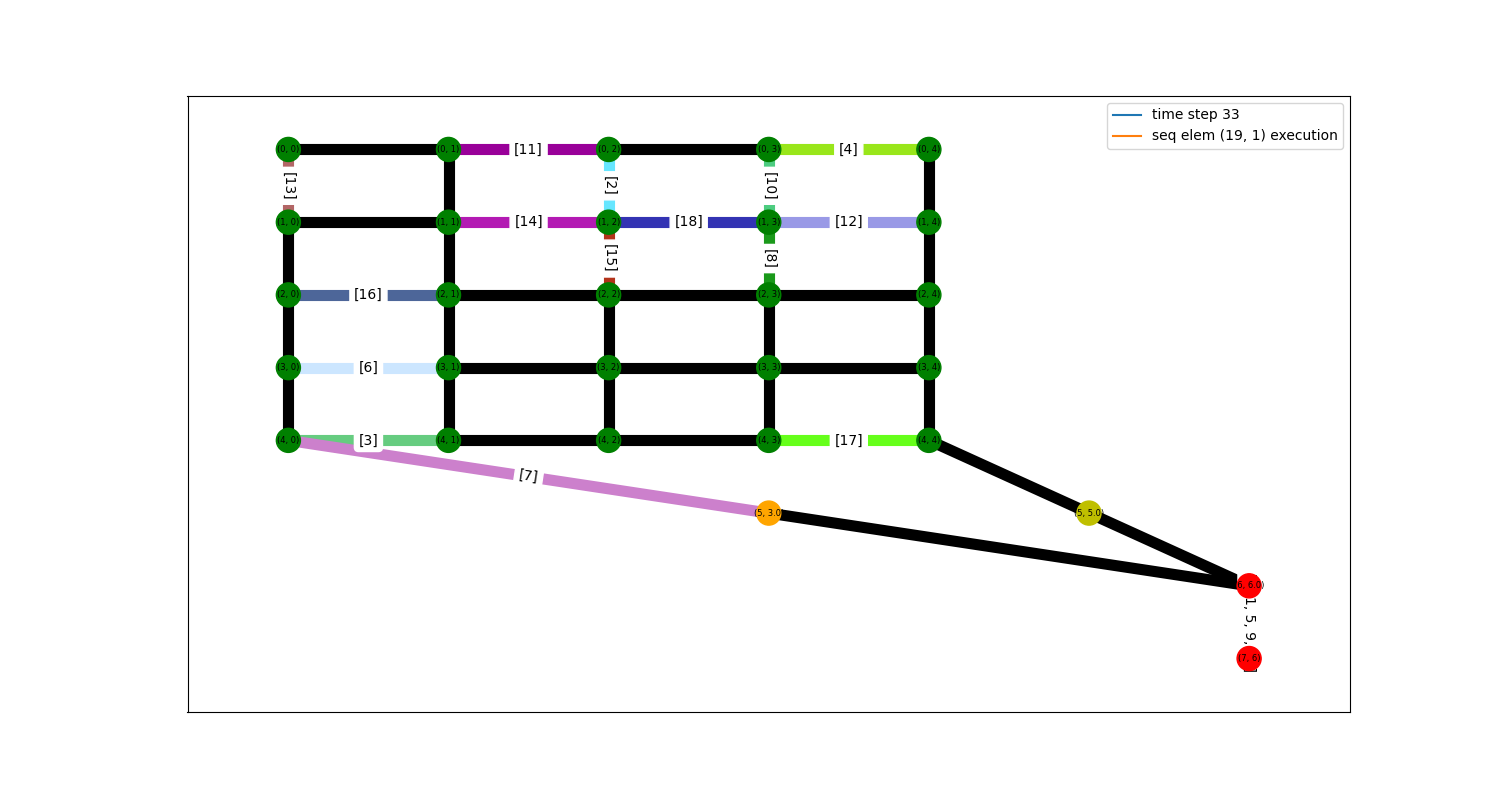 time step 33
seq elem (19, 1) execution
(0, 0) (0, 1) [11] (0, 2) (0, 3) [4] (0, 4)
[13] [2] [10]
(1, 0) (1, 1) [14] (1, 2) [18] (1, 3) [12] (1, 4)
[15] [8]
(2, 0) [16] (2, 1) (2, 2) (2, 3) (2, 4)
(3, 0) [6] (3, 1) (3, 2) (3, 3) (3, 4)
(4, 0) [3] (4, 1) (4, 2) (4, 3) [17] (4, 4)
[7]
(5, 3.0) (5, 5.0)
(6, 6.0)
1, 5, 9,
(7, 6)